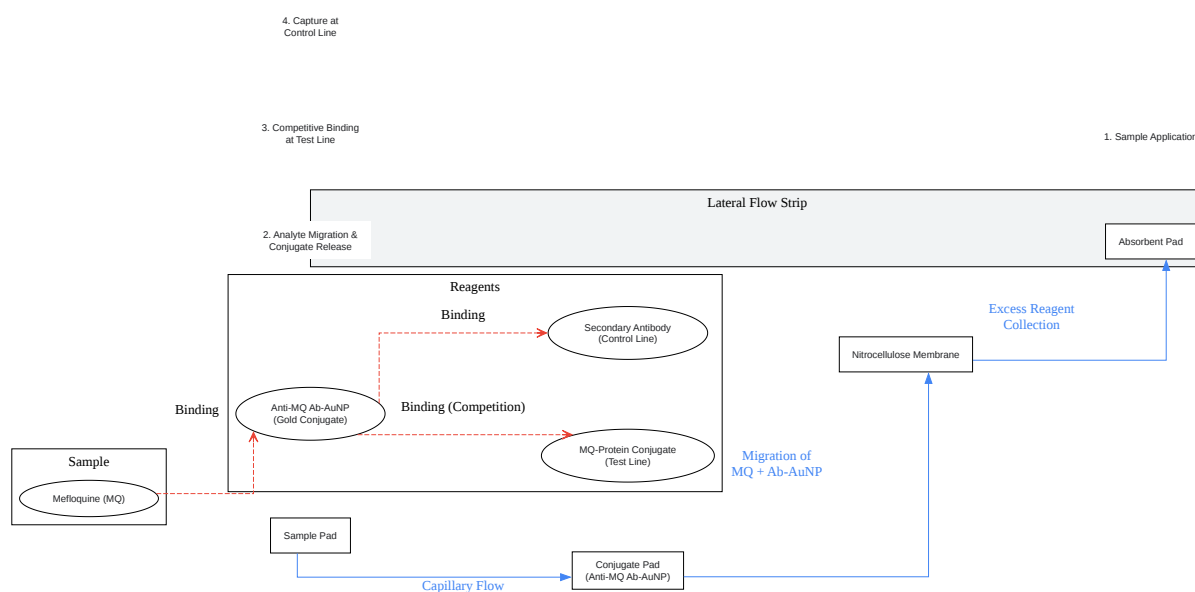 4. Capture at
Control Line
3. Competitive Binding
at Test Line
1. Sample Application
Lateral Flow Strip
2. Analyte Migration &
Conjugate Release
Absorbent Pad
Reagents
Binding
Secondary Antibody
(Control Line)
Excess Reagent
Collection
Nitrocellulose Membrane
Binding
Anti-MQ Ab-AuNP
(Gold Conjugate)
Binding (Competition)
MQ-Protein Conjugate
(Test Line)
Migration of
MQ + Ab-AuNP
Sample
Mefloquine (MQ)
Sample Pad
Conjugate Pad
(Anti-MQ Ab-AuNP)
Capillary Flow